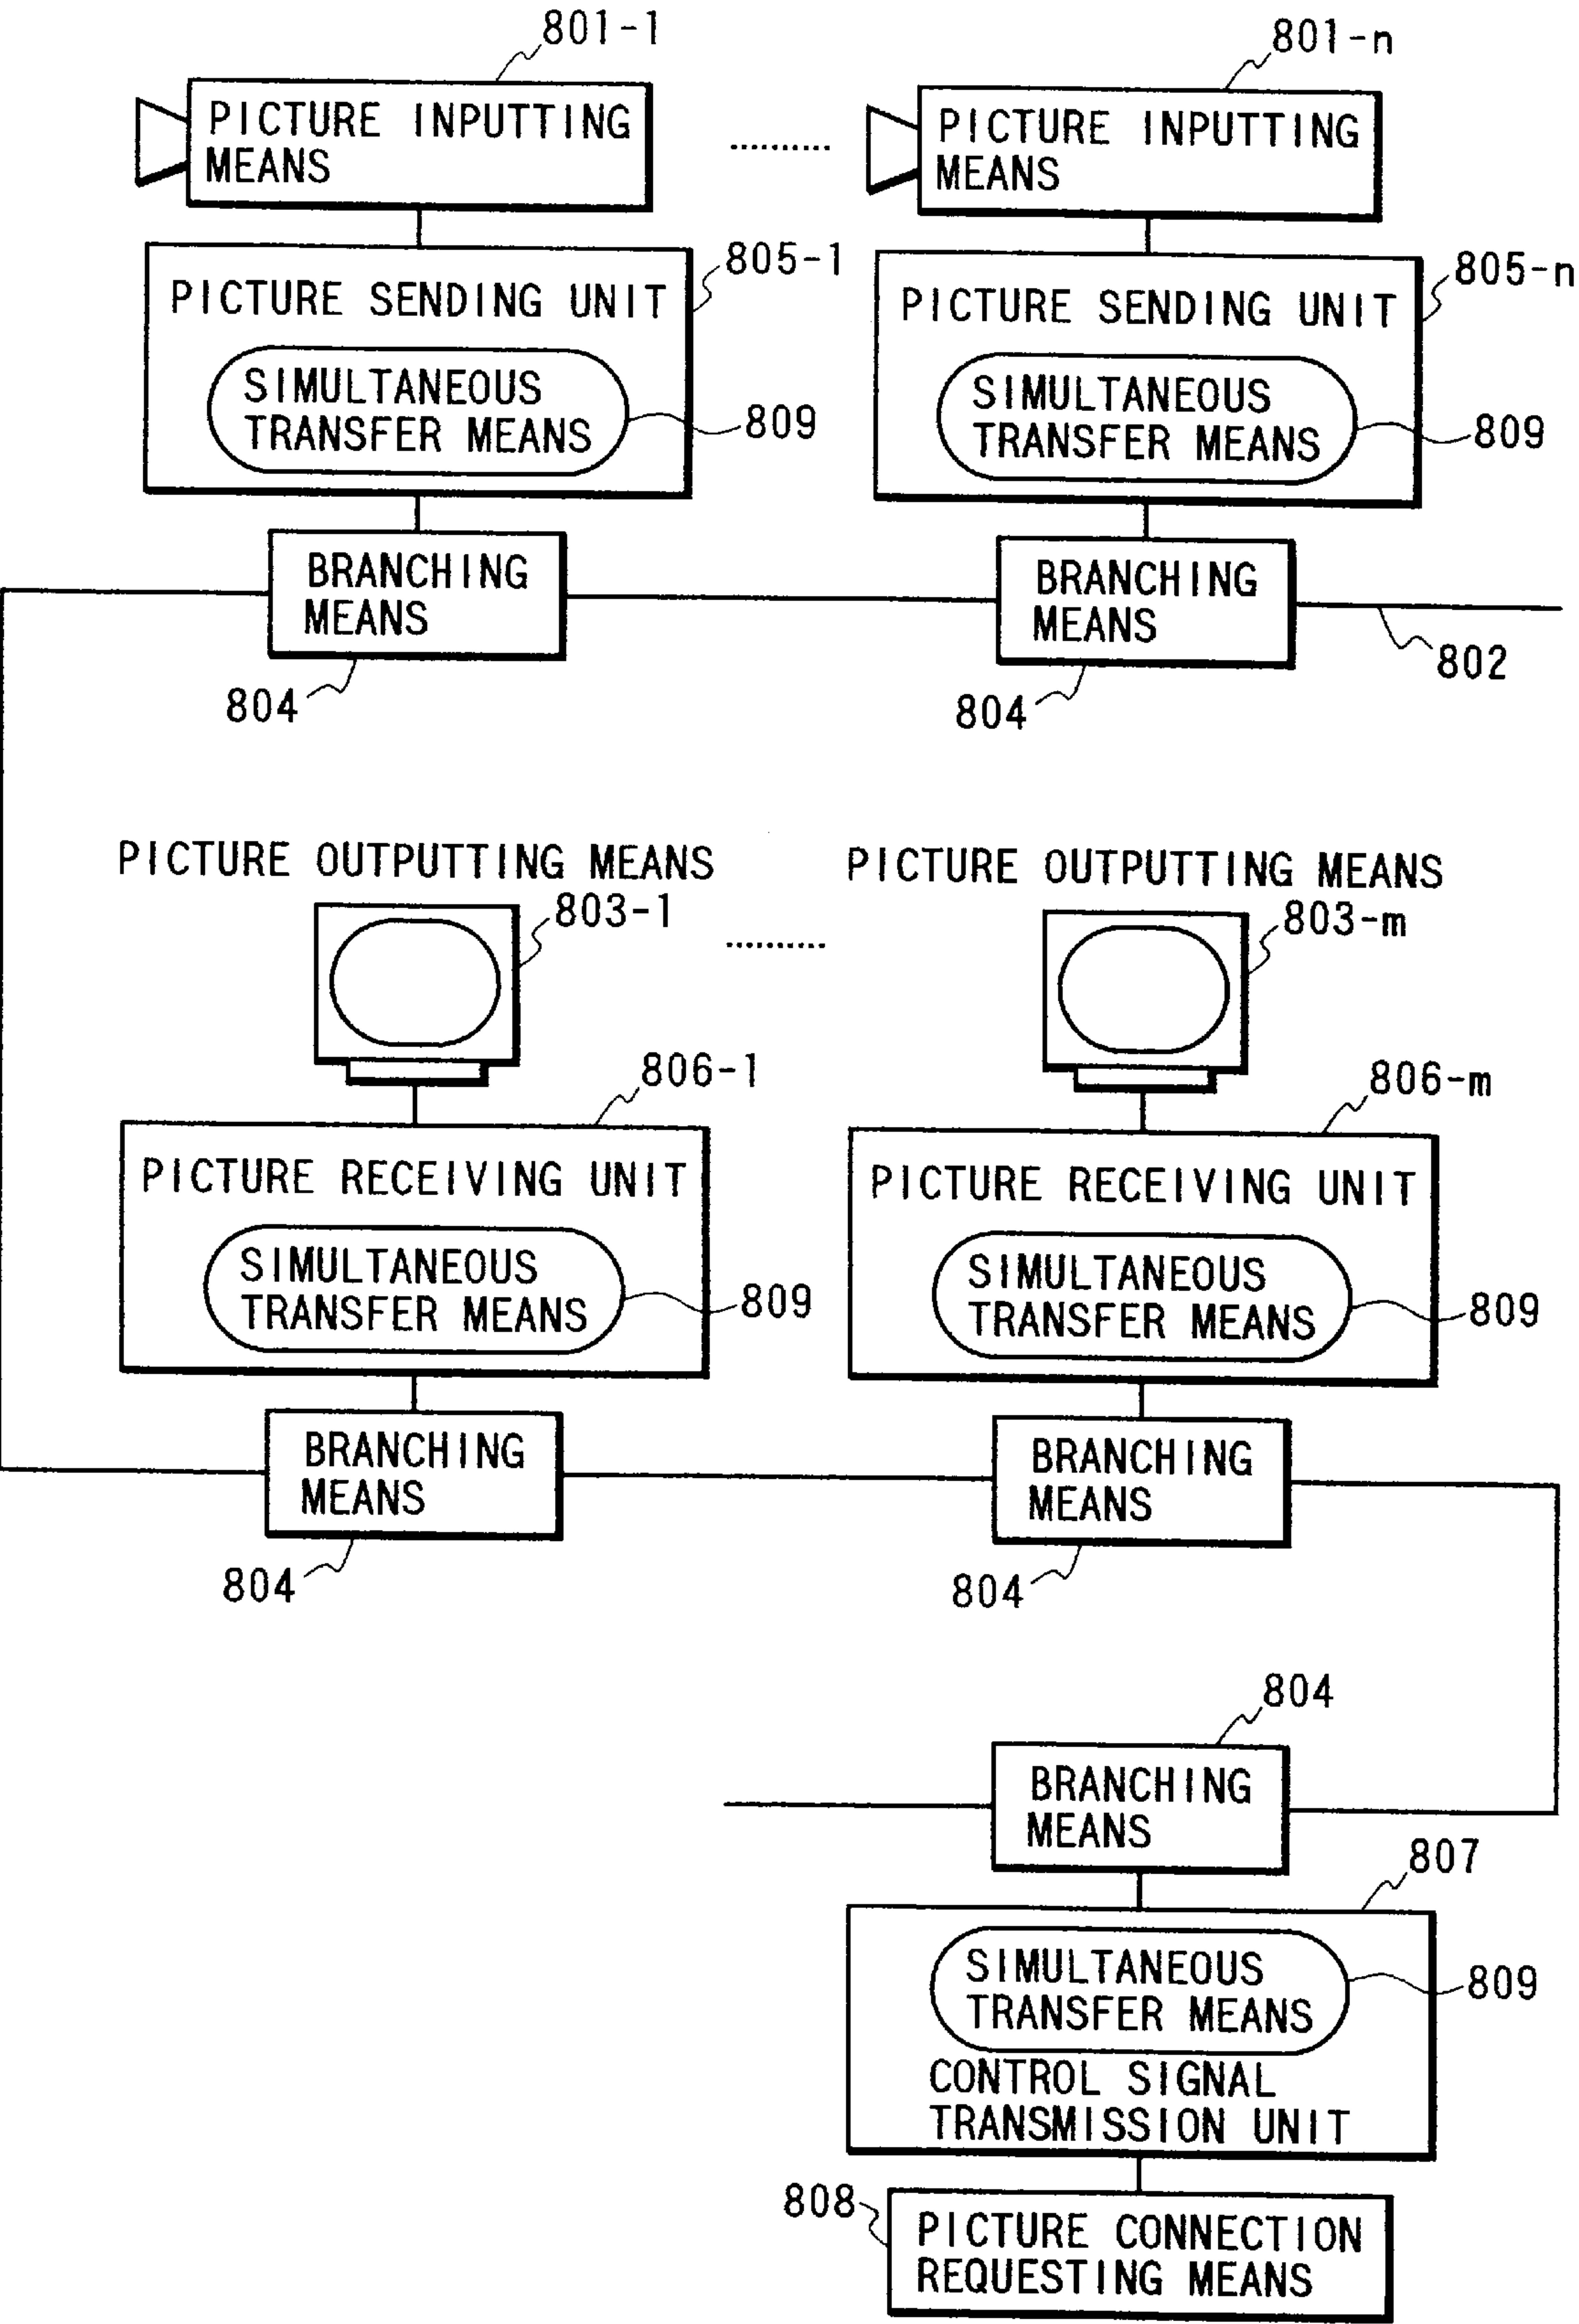 801-1
801-n
PICTURE INPUTTING
MEANS
..........
PICTURE INPUTTING
MEANS
805-1
805-n
PICTURE SENDING UNIT
SIMULTANEOUS
TRANSFER MEANS
809
PICTURE SENDING UNIT
SIMULTANEOUS
TRANSFER MEANS
809
BRANCHING
MEANS
804
BRANCHING
MEANS
804
802
PICTURE OUTPUTTING MEANS
803-1
..........
PICTURE OUTPUTTING MEANS
803-m
806-1
806-m
PICTURE RECEIVING UNIT
SIMULTANEOUS
TRANSFER MEANS
809
PICTURE RECEIVING UNIT
SIMULTANEOUS
TRANSFER MEANS
809
BRANCHING
MEANS
804
BRANCHING
MEANS
804
804
BRANCHING
MEANS
807
SIMULTANEOUS
TRANSFER MEANS
809
CONTROL SIGNAL
TRANSMISSION UNIT
808
PICTURE CONNECTION
REQUESTING MEANS